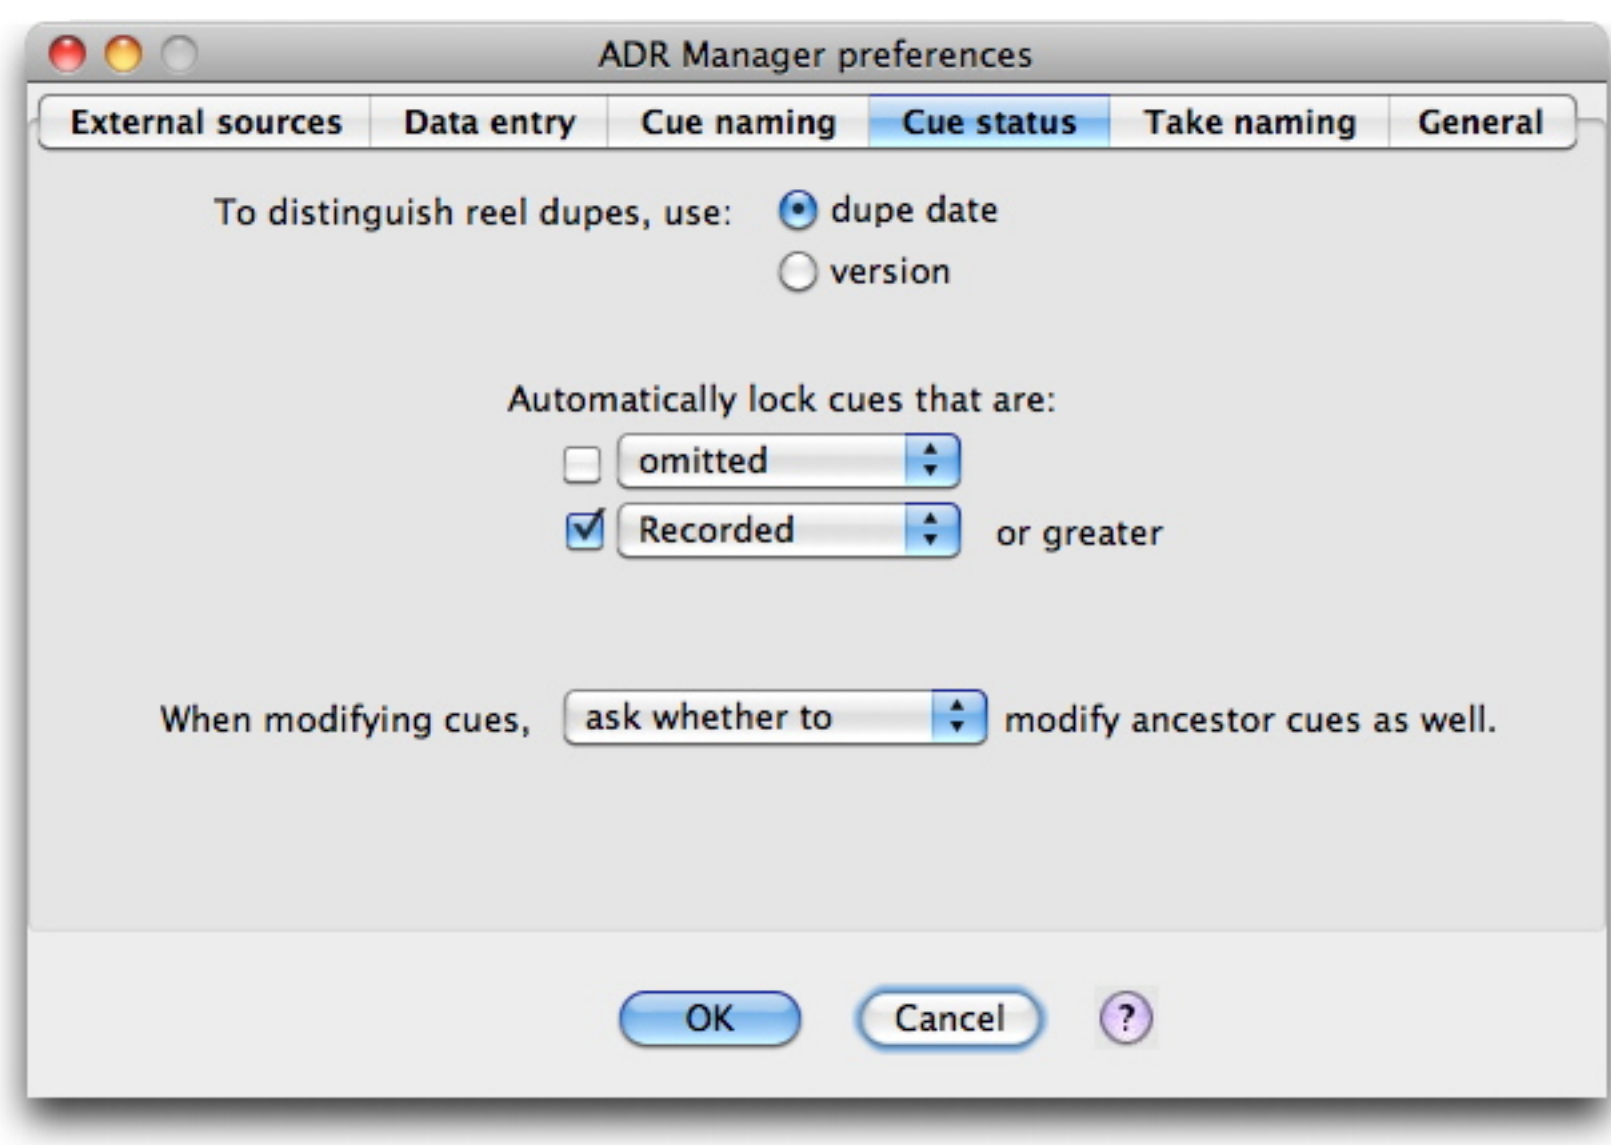 ADR Manager preferences
External sources Data entry Cue naming Cue status Take naming General
To distinguish reel dupes, use: dupe date
version
Automatically lock cues that are:
omitted
Recorded or greater
When modifying cues, ask whether to modify ancestor cues as well.
OK Cancel ?